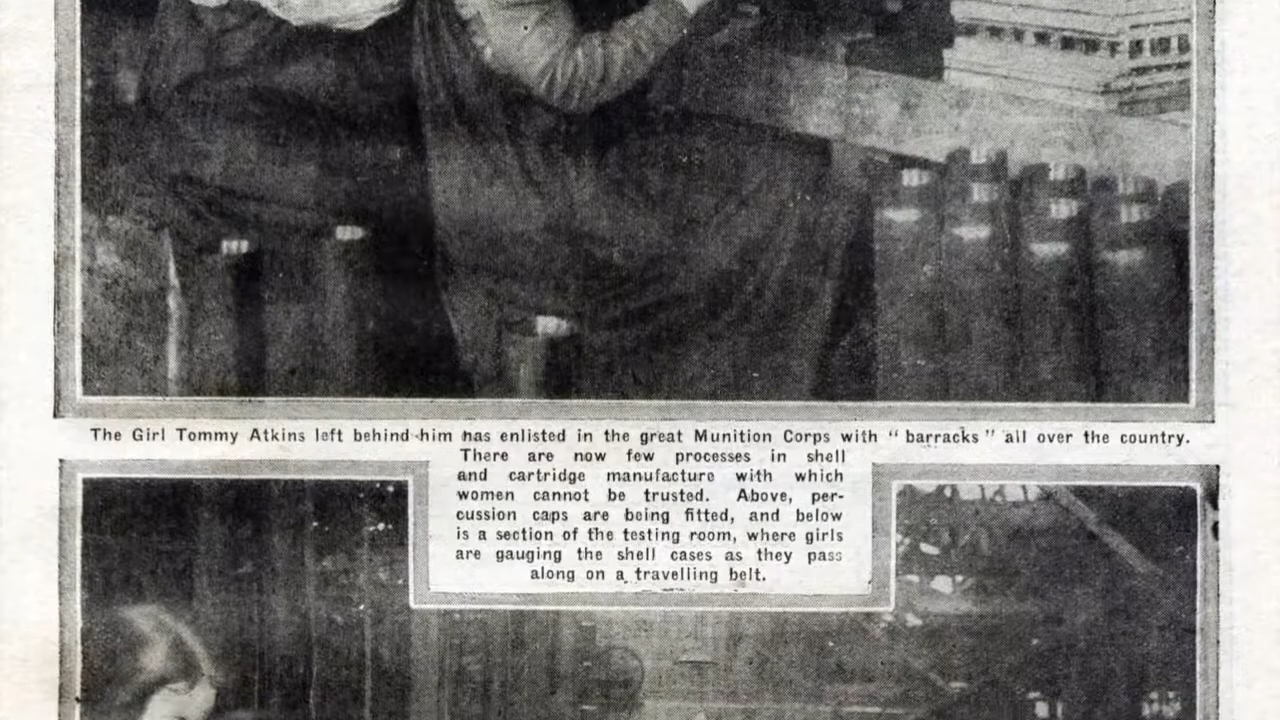 The Girl Tommy Atkins left behind him has enlisted in the great Munition Corps with “ barracks ” all over the country.
There are now few processes in shell
and cartridge manufacture with which
women cannot be trusted. Above, per-
cussion caps are being fitted, and below
is a section of the testing room, where girls
are gauging the shell cases as they pass
along on a travelling belt.